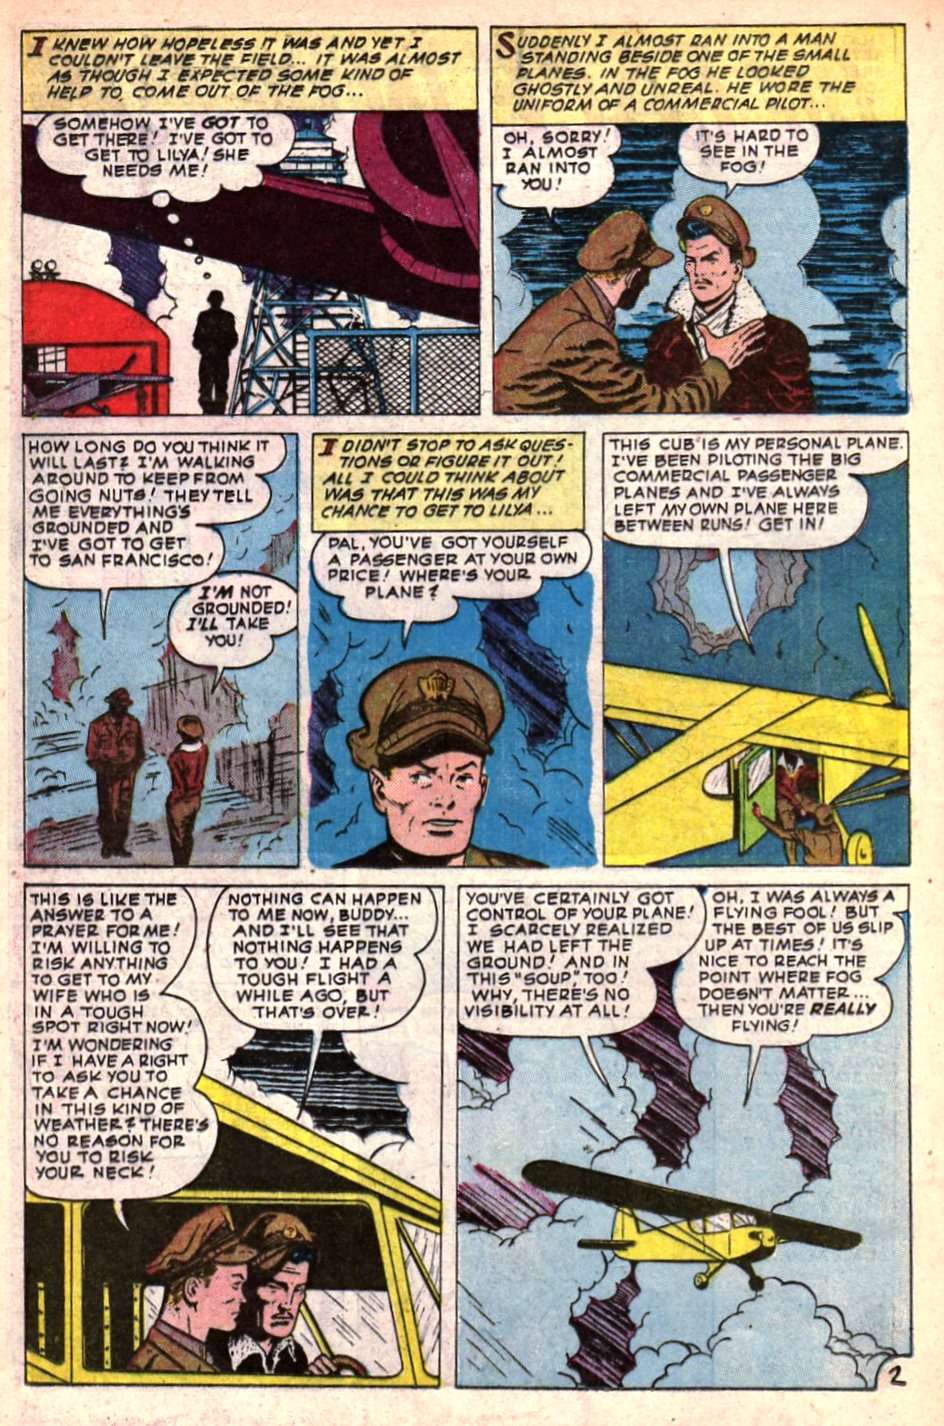 I KNEW HOW HOPELESS IT WAS AND YET I
COULDN'T LEAVE THE FIELD... IT WAS ALMOST
AS THOUGH I EXPECTED SOME KIND OF
HELP TO COME OUT OF THE FOG...
SOMEHOW I'VE GOT TO
GET THERE! I'VE GOT TO
GET TO LILYA! SHE
NEEDS ME!
SUDDENLY I ALMOST RAN INTO A MAN
STANDING BESIDE ONE OF THE SMALL
PLANES. IN THE FOG HE LOOKED
GHOSTLY AND UNREAL. HE WORE THE
UNIFORM OF A COMMERCIAL PILOT...
OH, SORRY!
I ALMOST
RAN INTO
YOU!
IT'S HARD TO
SEE IN THE
FOG!
HOW LONG DO YOU THINK IT
WILL LAST? I'M WALKING
AROUND TO KEEP FROM
GOING NUTS! THEY TELL
ME EVERYTHING'S
GROUNDED AND
I'VE GOT TO GET
TO SAN FRANCISCO!
I'M NOT
GROUNDED!
I'LL TAKE
YOU!
I DIDN'T STOP TO ASK QUES-
TIONS OR FIGURE IT OUT!
ALL I COULD THINK ABOUT
WAS THAT THIS WAS MY
CHANCE TO GET TO LILYA...
PAL, YOU'VE GOT YOURSELF
A PASSENGER AT YOUR OWN
PRICE! WHERE'S YOUR
PLANE?
THIS CUB IS MY PERSONAL PLANE.
I'VE BEEN PILOTING THE BIG
COMMERCIAL PASSENGER
PLANES AND I'VE ALWAYS
LEFT MY OWN PLANE HERE
BETWEEN RUNS! GET IN!
THIS IS LIKE THE
ANSWER TO A
PRAYER FOR ME!
I'M WILLING TO
RISK ANYTHING
TO GET TO MY
WIFE WHO IS
IN A TOUGH
SPOT RIGHT NOW!
I'M WONDERING
IF I HAVE A RIGHT
TO ASK YOU TO
TAKE A CHANCE
IN THIS KIND OF
WEATHER? THERE'S
NO REASON FOR
YOU TO RISK
YOUR NECK!
NOTHING CAN HAPPEN
TO ME NOW, BUDDY...
AND I'LL SEE THAT
NOTHING HAPPENS
TO YOU! I HAD A
TOUGH FLIGHT A
WHILE AGO, BUT
THAT'S OVER!
YOU'VE CERTAINLY GOT
CONTROL OF YOUR PLANE!
I SCARCELY REALIZED
WE HAD LEFT THE
GROUND! AND IN
THIS "SOUP," TOO!
WHY, THERE'S NO
VISIBILITY AT ALL!
OH, I WAS ALWAYS A
FLYING FOOL! BUT
THE BEST OF US SLIP
UP AT TIMES! IT'S
NICE TO REACH THE
POINT WHERE FOG
DOESN'T MATTER...
THEN YOU'RE REALLY
FLYING!
2